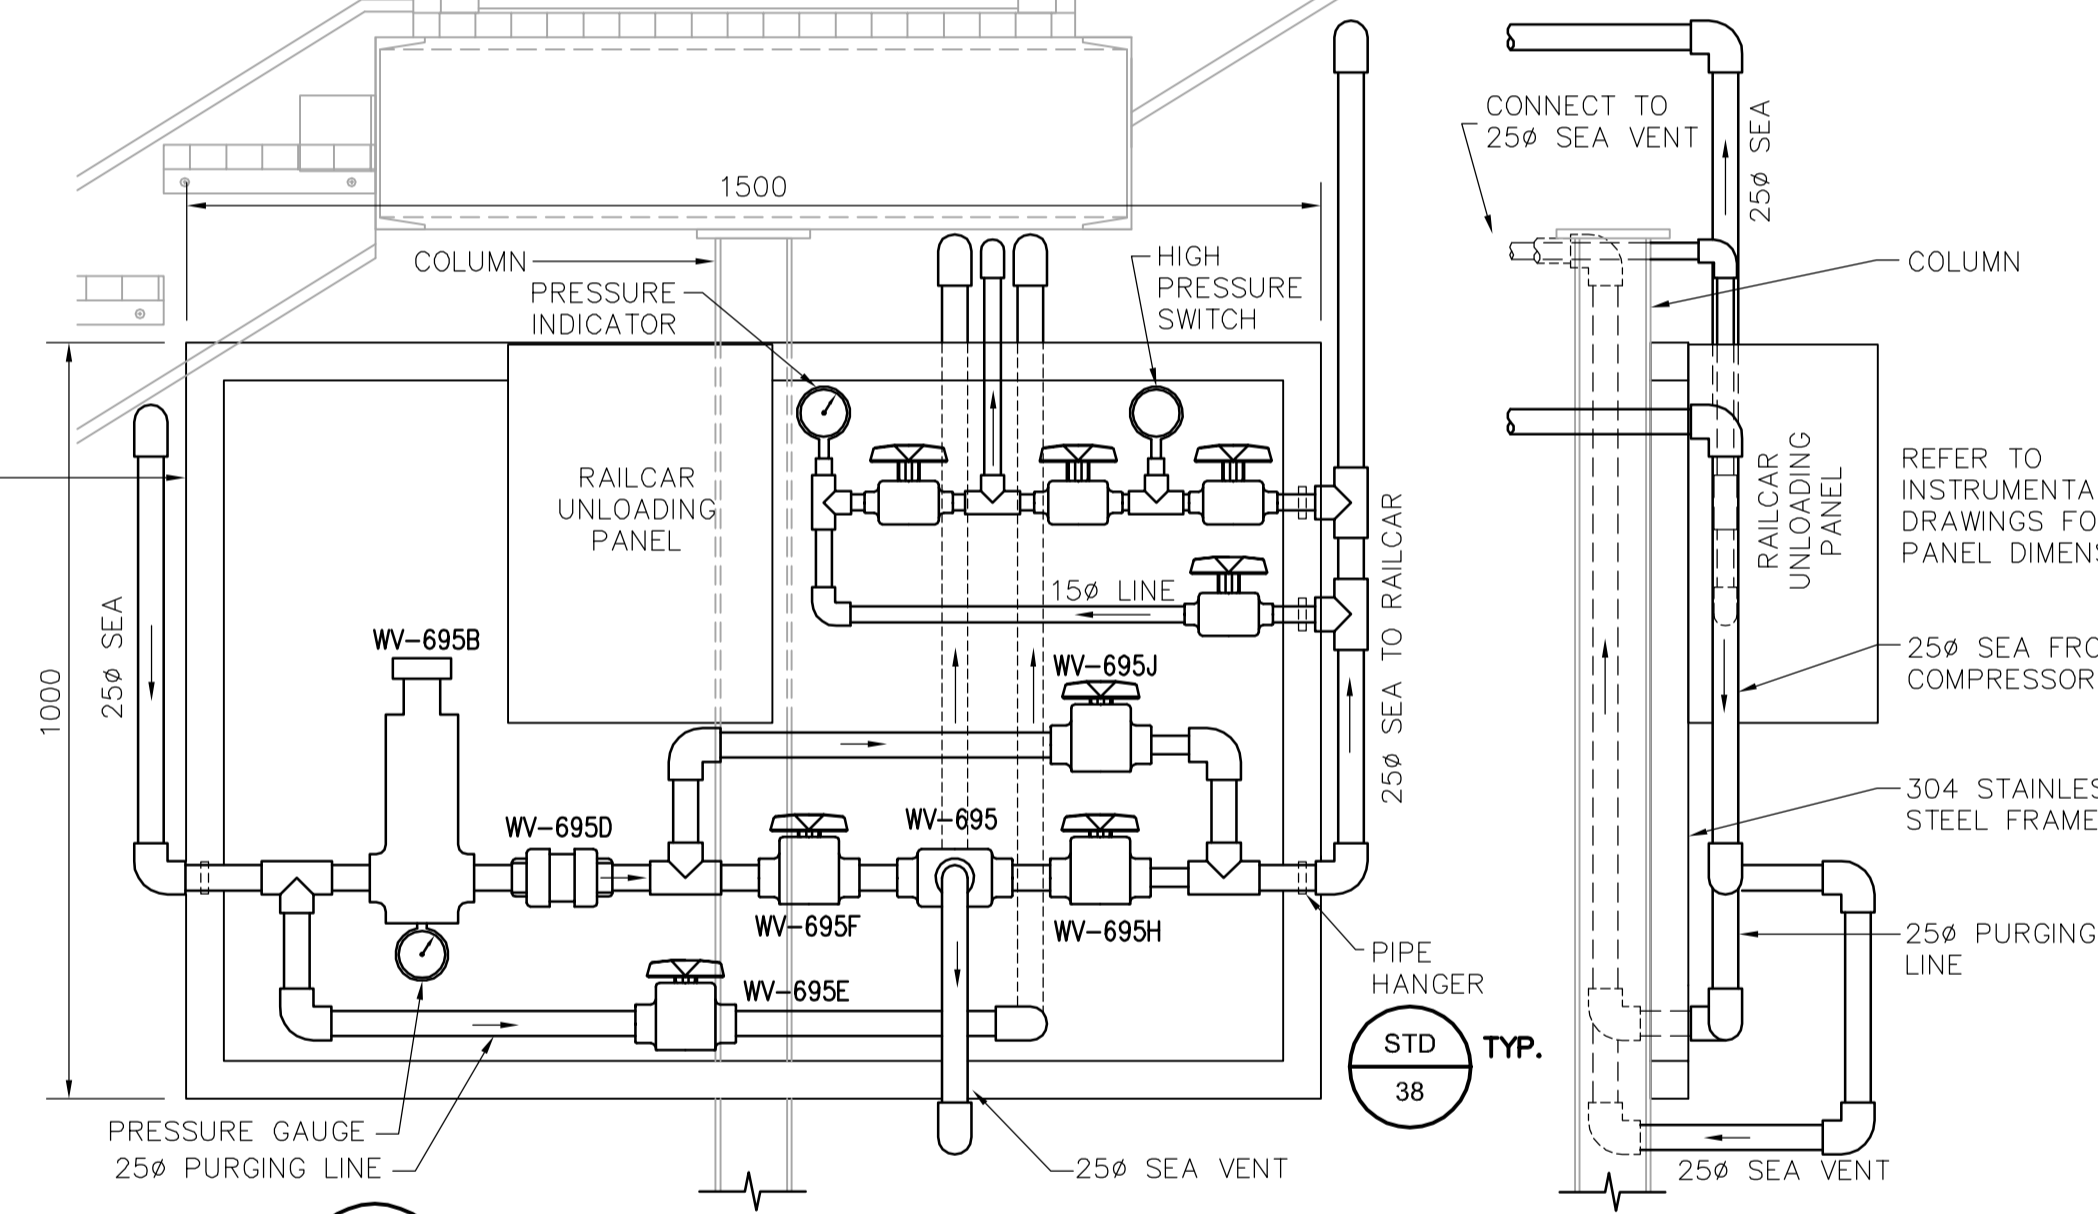 1500
CONNECT TO
25ø SEA VENT
25ø SEA
COLUMN
PRESSURE
INDICATOR
HIGH
PRESSURE
SWITCH
COLUMN
RAILCAR
UNLOADING
PANEL
RAILCAR
UNLOADING
PANEL
REFER TO
INSTRUMENTA
DRAWINGS FO
PANEL DIMENS
1000
25ø SEA
15ø LINE
25ø SEA TO RAILCAR
WV-695B
WV-695J
25ø SEA FRO
COMPRESSOR
WV-695D
WV-695
304 STAINLES
STEEL FRAME
WV-695F
WV-695H
PIPE
HANGER
25ø PURGING
LINE
WV-695E
STD
38
TYP.
PRESSURE GAUGE
25ø PURGING LINE
25ø SEA VENT
25ø SEA VENT